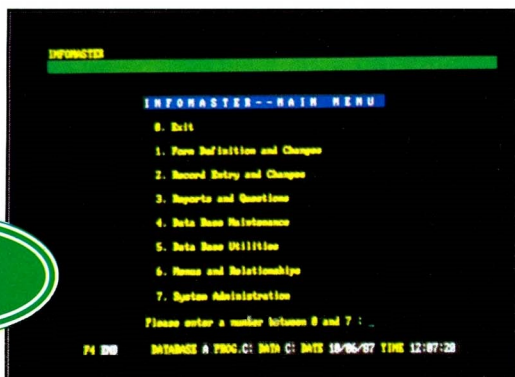 INFOMASTER
INFOMASTER--MAIN MENU
0. Exit
1. Form Definition and Changes
2. Record Entry and Changes
3. Reports and Questions
4. Data Base Maintenance
5. Data Base Utilities
6. Menus and Relationships
7. System Administration
Please enter a number between 0 and 7 : _
F4 END DATABASE A PROG.C: DATA C: DATE 10/06/87 TIME 12:07:20